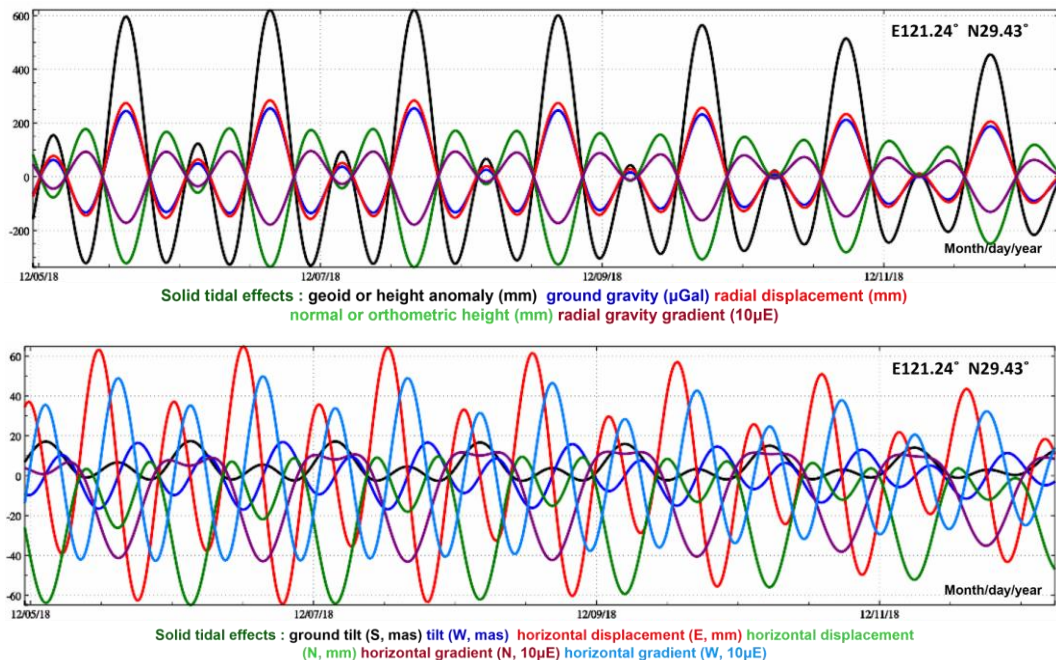 600
E121.24° N29.43°
400
200
0
-200
Month/day/year
12/05/18 12/07/18 12/09/18 12/11/18
Solid tidal effects : geoid or height anomaly (mm) ground gravity (μGal) radial displacement (mm)
normal or orthometric height (mm) radial gravity gradient (10μE)
60
E121.24° N29.43°
40
20
0
-20
-40
-60
Month/day/year
12/05/18 12/07/18 12/09/18 12/11/18
Solid tidal effects : ground tilt (S, mas) tilt (W, mas) horizontal displacement (E, mm) horizontal displacement
(N, mm) horizontal gradient (N, 10μE) horizontal gradient (W, 10μE)